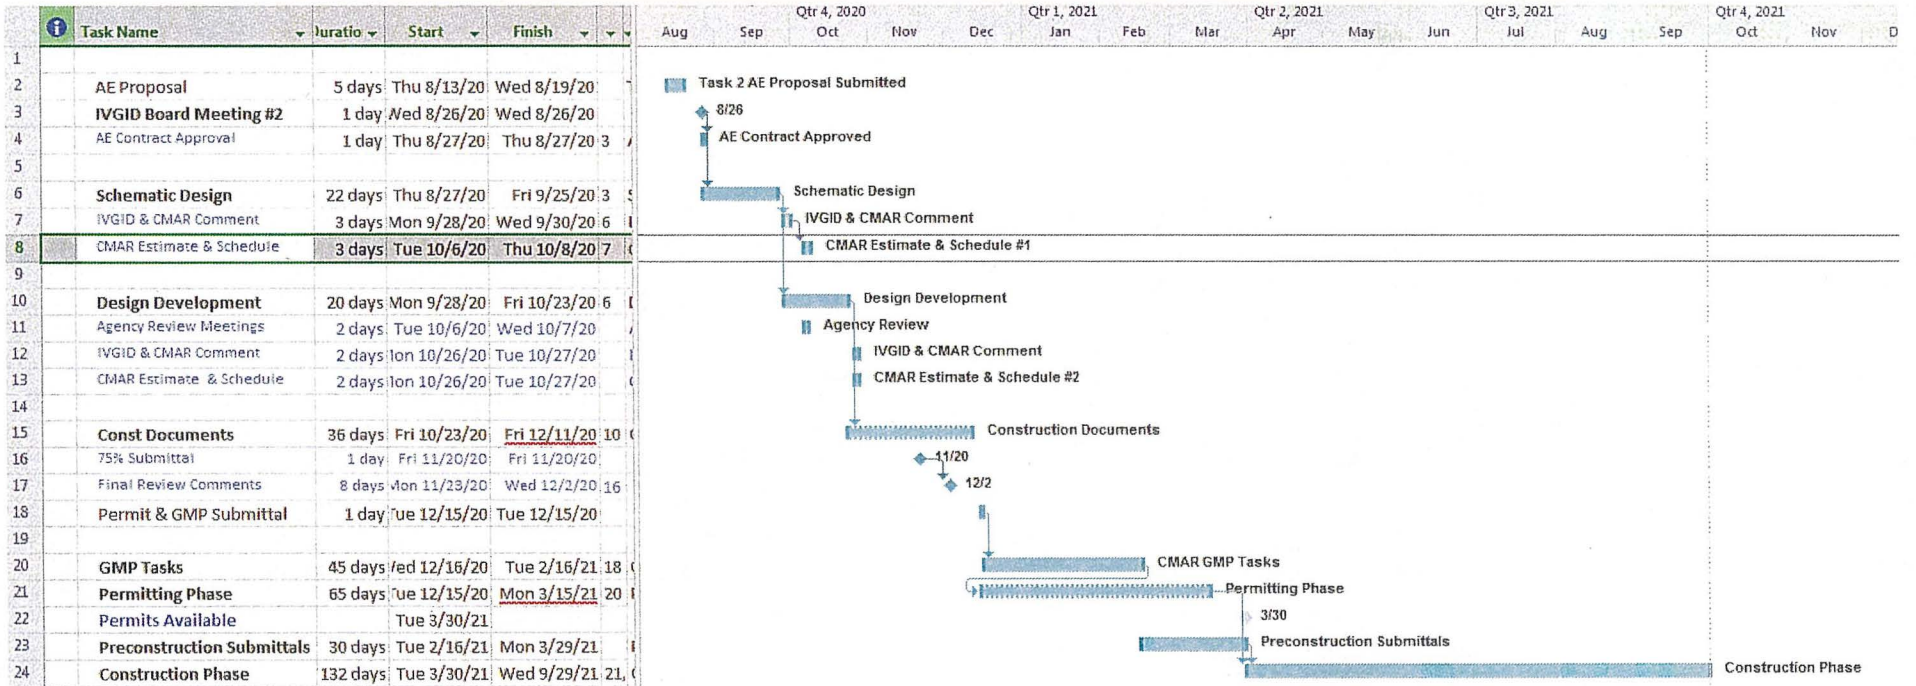 Qtr 4, 2020 Qtr 1, 2021 Qtr 2, 2021 Qtr 3, 2021 Qtr 4, 2021
Task Name Start Finish Aug Sep Oct Nov Dec Jan Feb Mar Apr May Jun Jul Aug Sep Oct Nov D
1
2 AE Proposal 5 days Thu 8/13/20 Wed 8/19/20 Task 2 AE Proposal Submitted
3 IVGID Board Meeting #2 1 day Wed 8/26/20 Wed 8/26/20 8/26
4 AE Contract Approval 1 day Thu 8/27/20 Thu 8/27/20 3 AE Contract Approved
5
6 Schematic Design 22 days Thu 8/27/20 Fri 9/25/20 3 Schematic Design
7 IVGID & CMAR Comment 3 days Mon 9/28/20 Wed 9/30/20 6 IVGID & CMAR Comment
8 CMAR Estimate & Schedule 3 days Tue 10/6/20 Thu 10/8/20 7 CMAR Estimate & Schedule #1
9
10 Design Development 20 days Mon 9/28/20 Fri 10/23/20 6 Design Development
11 Agency Review Meetings 2 days Tue 10/6/20 Wed 10/7/20 Agency Review
12 IVGID & CMAR Comment 2 days 10/26/20 Tue 10/27/20 IVGID & CMAR Comment
13 CMAR Estimate & Schedule 2 days 10/26/20 Tue 10/27/20 CMAR Estimate & Schedule #2
14
15 Const Documents 36 days Fri 10/23/20 Fri 12/11/20 10 Construction Documents
16 75% Submittal 1 day Fri 11/20/20 Fri 11/20/20 11/20
17 Final Review Comments 8 days Mon 11/23/20 Wed 12/2/20 16 12/2
18 Permit & GMP Submittal 1 day Tue 12/15/20 Tue 12/15/20
19
20 GMP Tasks 45 days 12/16/20 Tue 2/16/21 18 CMAR GMP Tasks
21 Permitting Phase 65 days Tue 12/15/20 Mon 3/15/21 20 Permitting Phase
22 Permits Available Tue 3/30/21 3/30
23 Preconstruction Submittals 30 days Tue 2/16/21 Mon 3/29/21 Preconstruction Submittals
24 Construction Phase 132 days Tue 3/30/21 Wed 9/29/21 21, Construction Phase